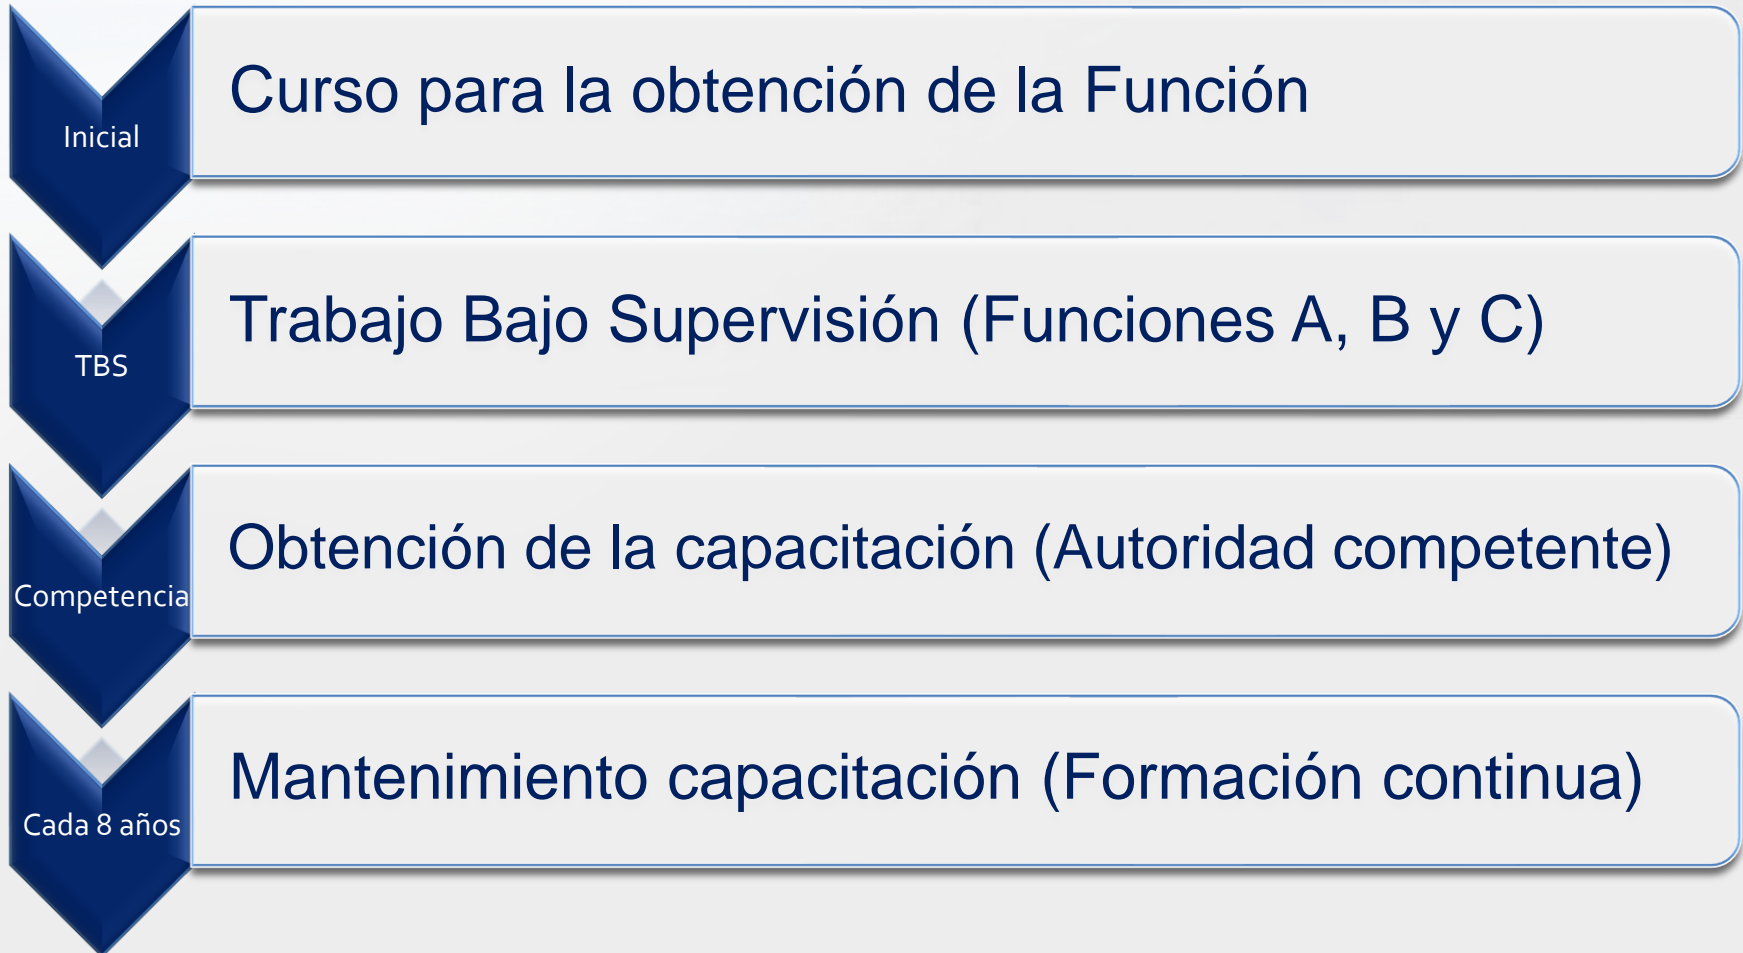 Inicial
Curso para la obtención de la Función
TBS
Trabajo Bajo Supervisión (Funciones A, B y C)
Competencia
Obtención de la capacitación (Autoridad competente)
Cada 8 años
Mantenimiento capacitación (Formación continua)